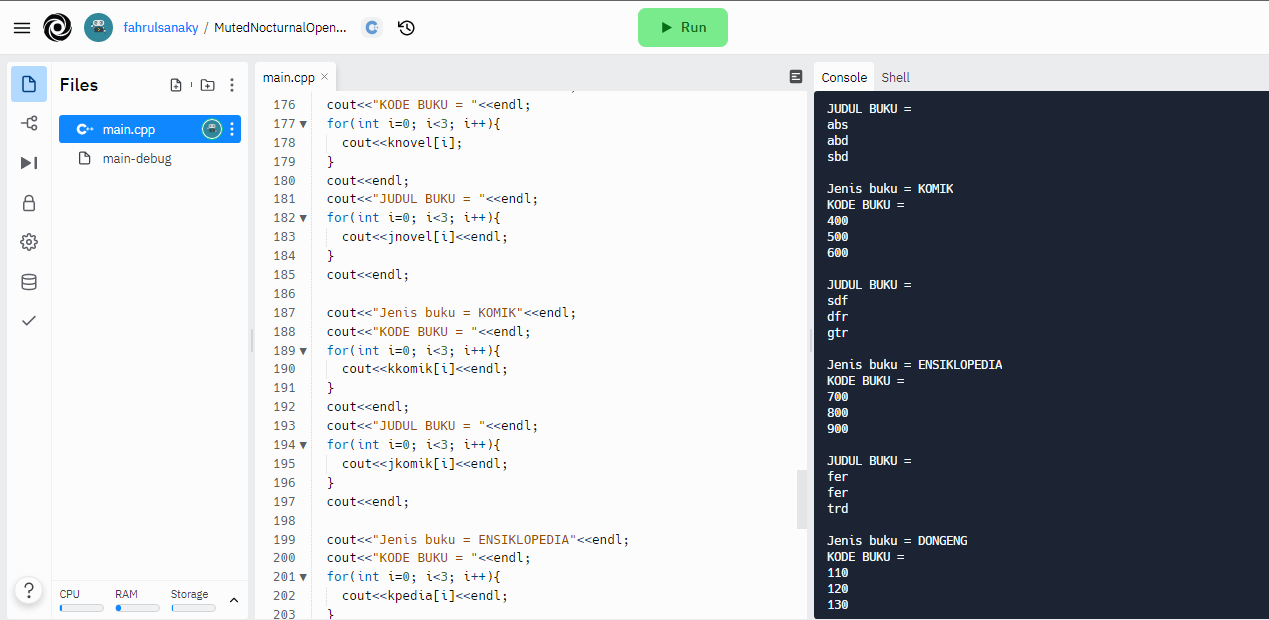 fahrulsanaky / MutedNocturnalOpen...
Run
Files
main.cpp
main-debug
CPU
RAM
Storage
?
main.cpp ×
176 cout<<"KODE BUKU = "<<endl;
177 for(int i=0; i<3; i++){
178 cout<<knovel[i];
179 }
180 cout<<endl;
181 cout<<"JUDUL BUKU = "<<endl;
182 for(int i=0; i<3; i++){
183 cout<<jnovel[i]<<endl;
184 }
185 cout<<endl;
186
187 cout<<"Jenis buku = KOMIK"<<endl;
188 cout<<"KODE BUKU = "<<endl;
189 for(int i=0; i<3; i++){
190 cout<<kkomik[i]<<endl;
191 }
192 cout<<endl;
193 cout<<"JUDUL BUKU = "<<endl;
194 for(int i=0; i<3; i++){
195 cout<<jkomik[i]<<endl;
196 }
197 cout<<endl;
198
199 cout<<"Jenis buku = ENSIKLOPEDIA"<<endl;
200 cout<<"KODE BUKU = "<<endl;
201 for(int i=0; i<3; i++){
202 cout<<kpedia[i]<<endl;
203 }
Console Shell
JUDUL BUKU =
abs
abd
sbd
Jenis buku = KOMIK
KODE BUKU =
400
500
600
JUDUL BUKU =
sdf
dfr
gtr
Jenis buku = ENSIKLOPEDIA
KODE BUKU =
700
800
900
JUDUL BUKU =
fer
fer
trd
Jenis buku = DONGENG
KODE BUKU =
110
120
130